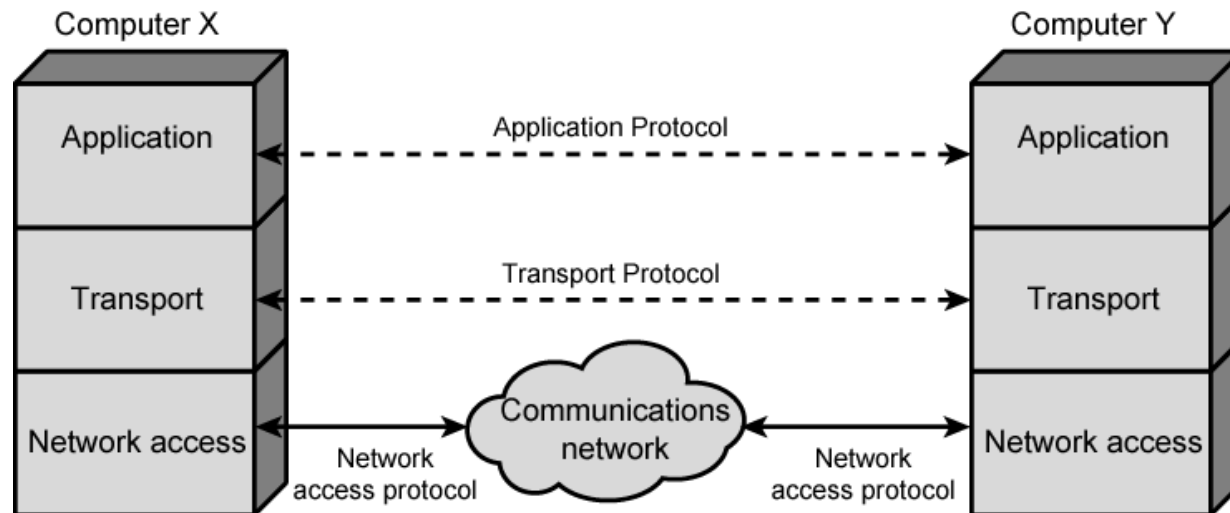 Computer X
Computer Y
Application
Application Protocol
Application
Transport
Transport Protocol
Transport
Network access
Communications
network
Network access
Network
access protocol
Network
access protocol